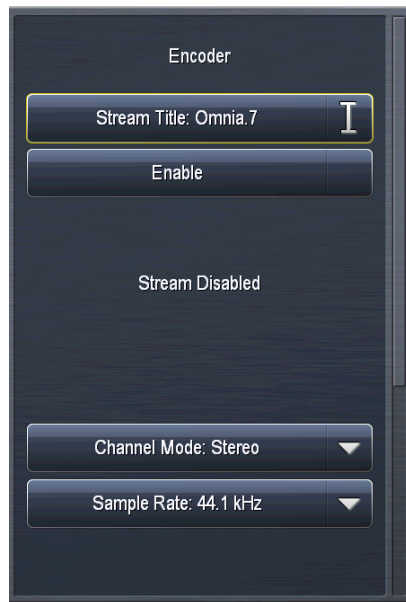 Encoder
Stream Title: Omnia.7
Enable
Stream Disabled
Channel Mode: Stereo
Sample Rate: 44.1 kHz